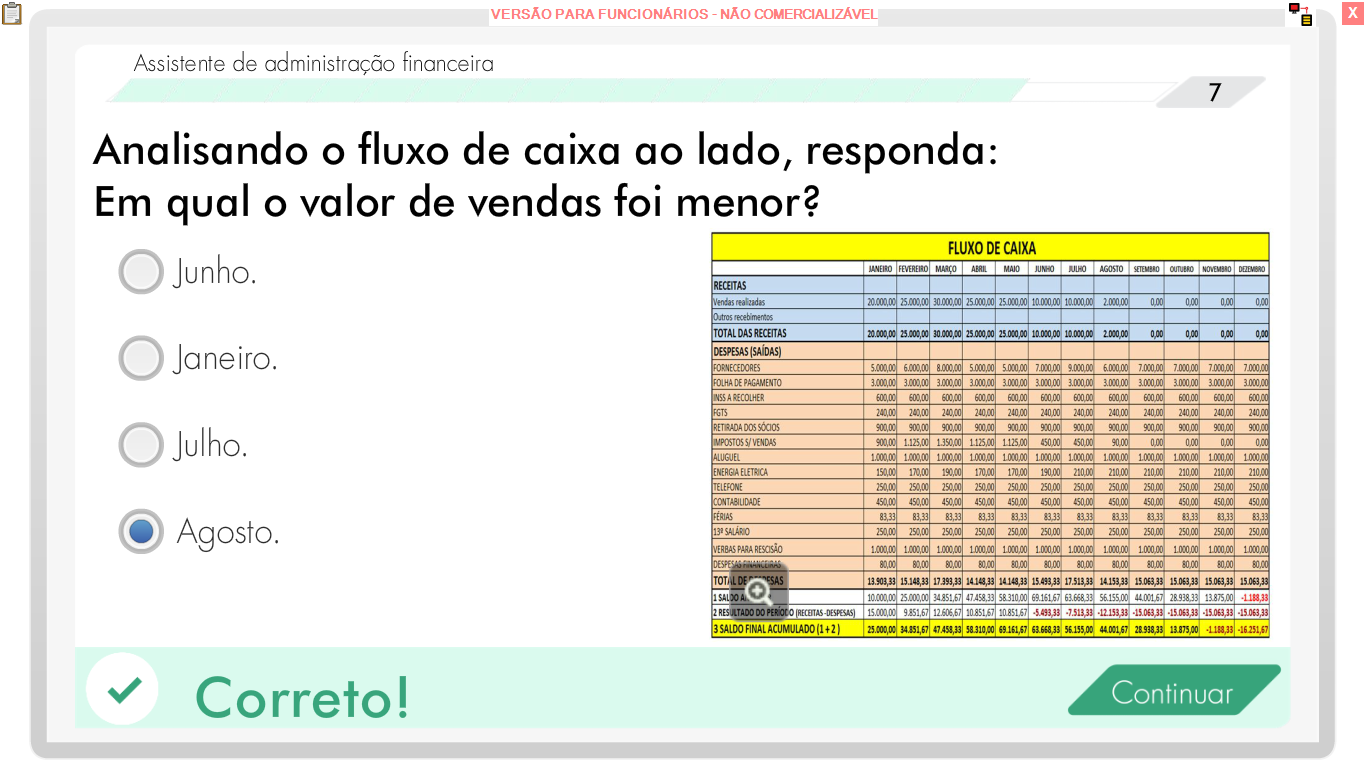 VERSÃO PARA FUNCIONÁRIOS - NÃO COMERCIALIZÁVEL
X
Assistente de administração financeira
7
Analisando o fluxo de caixa ao lado, responda:
Em qual o valor de vendas foi menor?
Junho.
Janeiro.
Julho.
Agosto.
FLUXO DE CAIXA
JANEIRO FEVEREIRO MARÇO ABRIL MAIO JUNHO JULHO AGOSTO SETEMBRO OUTUBRO NOVEMBRO DEZEMBRO
RECEITAS
Vendas realizadas 20.000,00 25.000,00 30.000,00 25.000,00 25.000,00 10.000,00 10.000,00 2.000,00 0,00 0,00 0,00 0,00
Outros recebimentos
TOTAL DAS RECEITAS 20.000,00 25.000,00 30.000,00 25.000,00 25.000,00 10.000,00 10.000,00 2.000,00 0,00 0,00 0,00 0,00
DESPESAS (SAÍDAS)
FORNECEDORES 5.000,00 6.000,00 8.000,00 5.000,00 5.000,00 7.000,00 9.000,00 6.000,00 7.000,00 7.000,00 7.000,00 7.000,00
FOLHA DE PAGAMENTO 3.000,00 3.000,00 3.000,00 3.000,00 3.000,00 3.000,00 3.000,00 3.000,00 3.000,00 3.000,00 3.000,00 3.000,00
INSS A RECOLHER 600,00 600,00 600,00 600,00 600,00 600,00 600,00 600,00 600,00 600,00 600,00 600,00
FGTS 240,00 240,00 240,00 240,00 240,00 240,00 240,00 240,00 240,00 240,00 240,00 240,00
RETIRADA DOS SÓCIOS 900,00 900,00 900,00 900,00 900,00 900,00 900,00 900,00 900,00 900,00 900,00 900,00
IMPOSTOS S/ VENDAS 900,00 1.125,00 1.350,00 1.125,00 1.125,00 450,00 450,00 90,00 0,00 0,00 0,00 0,00
ALUGUEL 1.000,00 1.000,00 1.000,00 1.000,00 1.000,00 1.000,00 1.000,00 1.000,00 1.000,00 1.000,00 1.000,00 1.000,00
ENERGIA ELETRICA 150,00 170,00 190,00 170,00 170,00 190,00 210,00 210,00 210,00 210,00 210,00 210,00
TELEFONE 250,00 250,00 250,00 250,00 250,00 250,00 250,00 250,00 250,00 250,00 250,00 250,00
CONTABILIDADE 450,00 450,00 450,00 450,00 450,00 450,00 450,00 450,00 450,00 450,00 450,00 450,00
FÉRIAS 83,33 83,33 83,33 83,33 83,33 83,33 83,33 83,33 83,33 83,33 83,33 83,33
13º SALÁRIO 250,00 250,00 250,00 250,00 250,00 250,00 250,00 250,00 250,00 250,00 250,00 250,00
VERBAS PARA RESCISÃO 1.000,00 1.000,00 1.000,00 1.000,00 1.000,00 1.000,00 1.000,00 1.000,00 1.000,00 1.000,00 1.000,00 1.000,00
DESPESAS FINANCEIRAS 80,00 80,00 80,00 80,00 80,00 80,00 80,00 80,00 80,00 80,00 80,00 80,00
TOTAL DE DESPESAS 13.903,33 15.148,33 17.393,33 14.148,33 14.148,33 15.493,33 17.513,33 14.153,33 15.063,33 15.063,33 15.063,33 15.063,33
1 SALDO 10.000,00 25.000,00 34.851,67 47.458,33 58.310,00 69.161,67 63.668,33 56.155,00 44.001,67 28.938,33 13.875,00 -1.188,33
2 RESULTADO DO PERÍODO (RECEITAS -DESPESAS) 15.000,00 9.851,67 12.606,67 10.851,67 10.851,67 -5.493,33 -7.513,33 -12.153,33 -15.063,33 -15.063,33 -15.063,33 -15.063,33
3 SALDO FINAL ACUMULADO (1 + 2 ) 25.000,00 34.851,67 47.458,33 58.310,00 69.161,67 63.668,33 56.155,00 44.001,67 28.938,33 13.875,00 -1.188,33 -16.251,67
Correto!
Continuar